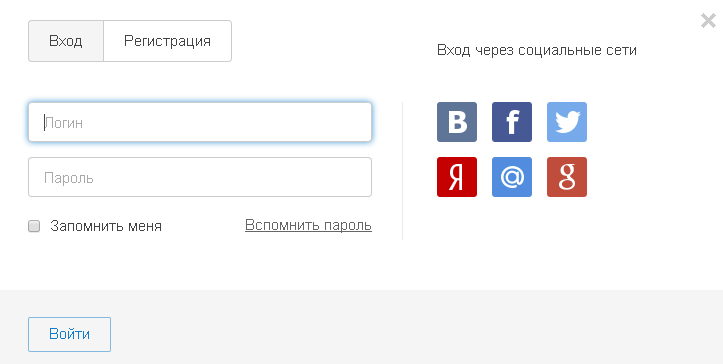 Вход Регистрация
Вход через социальные сети
Логин
Пароль
Запомнить меня Вспомнить пароль
В f
Я @ g
Войти